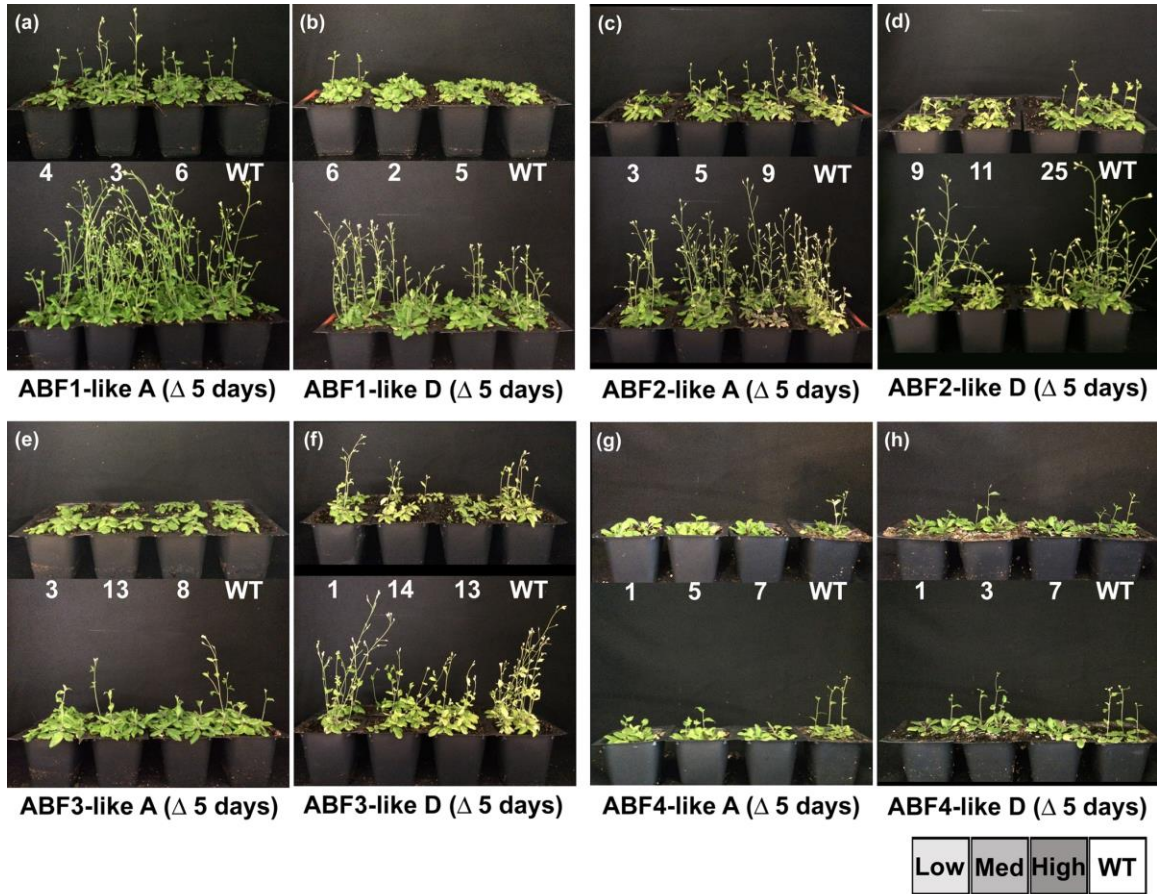 (a) (b) (c) (d)
4 3 6 WT 6 2 5 WT 3 5 9 WT 9 11 25 WT
ABF1-like A (Δ 5 days) ABF1-like D (Δ 5 days) ABF2-like A (Δ 5 days) ABF2-like D (Δ 5 days)
(e) (f) (g) (h)
3 13 8 WT 1 14 13 WT 1 5 7 WT 1 3 7 WT
ABF3-like A (Δ 5 days) ABF3-like D (Δ 5 days) ABF4-like A (Δ 5 days) ABF4-like D (Δ 5 days)
Low Med High WT